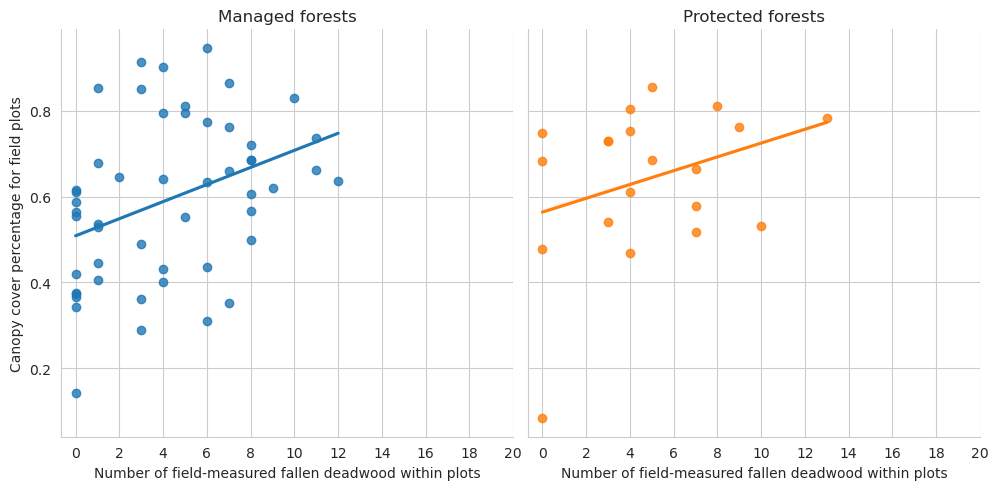 Managed forests
Protected forests
Canopy cover percentage for field plots
0.8
0.6
0.4
0.2
0 2 4 6 8 10 12 14 16 18 20
0 2 4 6 8 10 12 14 16 18 20
Number of field-measured fallen deadwood within plots
Number of field-measured fallen deadwood within plots